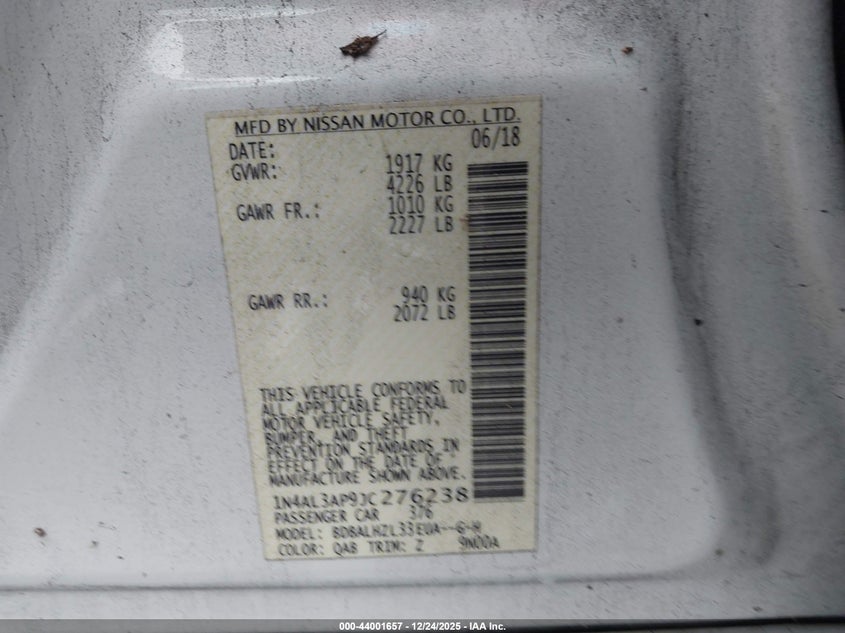 MFD BY NISSAN MOTOR CO., LTD.
DATE: 06/18
GVWR: 1917 KG
4226 LB
GAWR FR.: 1010 KG
2227 LB
GAWR RR.: 940 KG
2072 LB
THIS VEHICLE CONFORMS TO
ALL APPLICABLE FEDERAL
MOTOR VEHICLE SAFETY,
BUMPER, AND THEFT
PREVENTION STANDARDS IN
EFFECT ON THE DATE OF
MANUFACTURE SHOWN ABOVE.
1N4AL3AP9JC276238
PASSENGER CAR 376
MODEL: BDBALHZL33EUA--G-H
COLOR: QAB TRIM: Z 9N00A
000-44001657 - 12/24/2025 - IAA Inc.